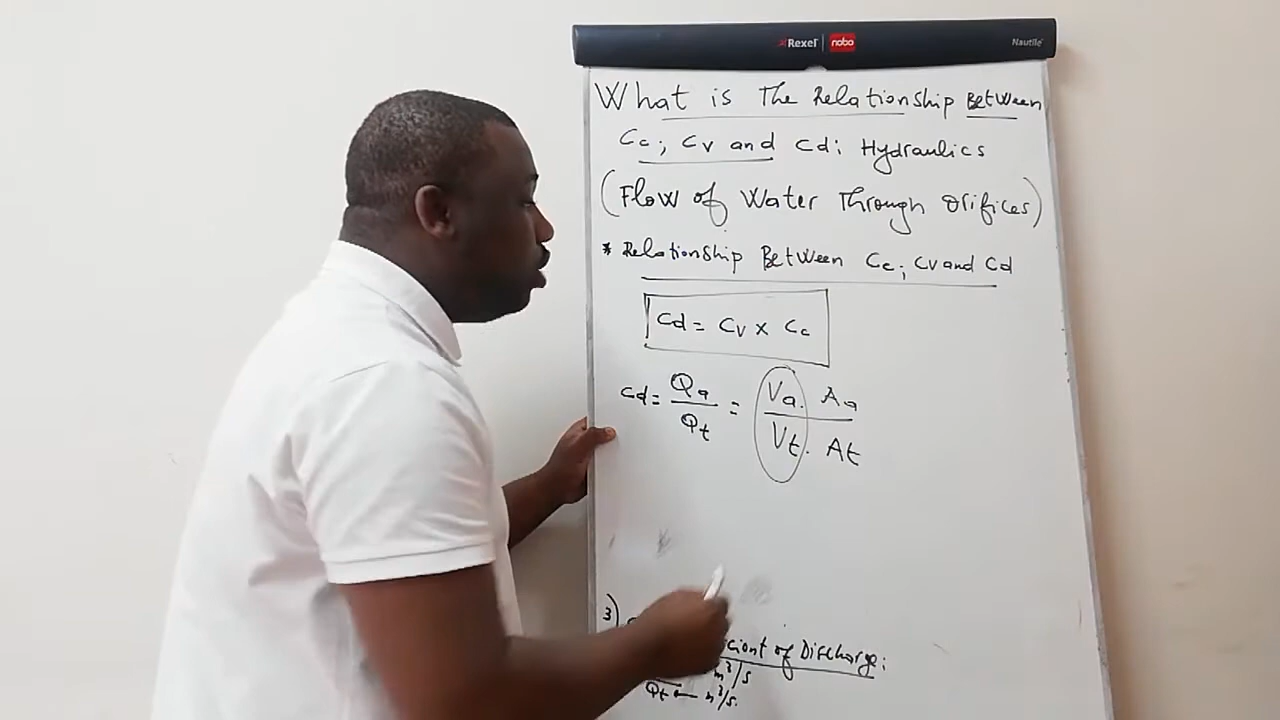 Rexel nobo Nautile
What is The Relationship Between
Cc; Cv and Cd: Hydraulics
(Flow of Water Through Orifices)
* Relationship Between Cc; Cv and Cd
Cd = Cv x Cc
Cd = Qa / Qt = Va. Aa / Vt. At
3)
of Discharge:
m³/s
Qt ← m³/s.